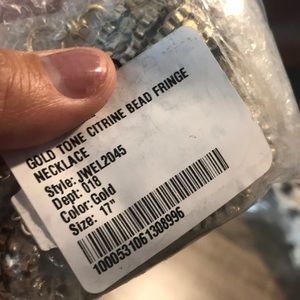 GOLD TONE CITRINE BEAD FRINGE
NECKLACE
Style: JWEL2045
Dept: 016
Color: Gold
Size: 17"
1000531061308996